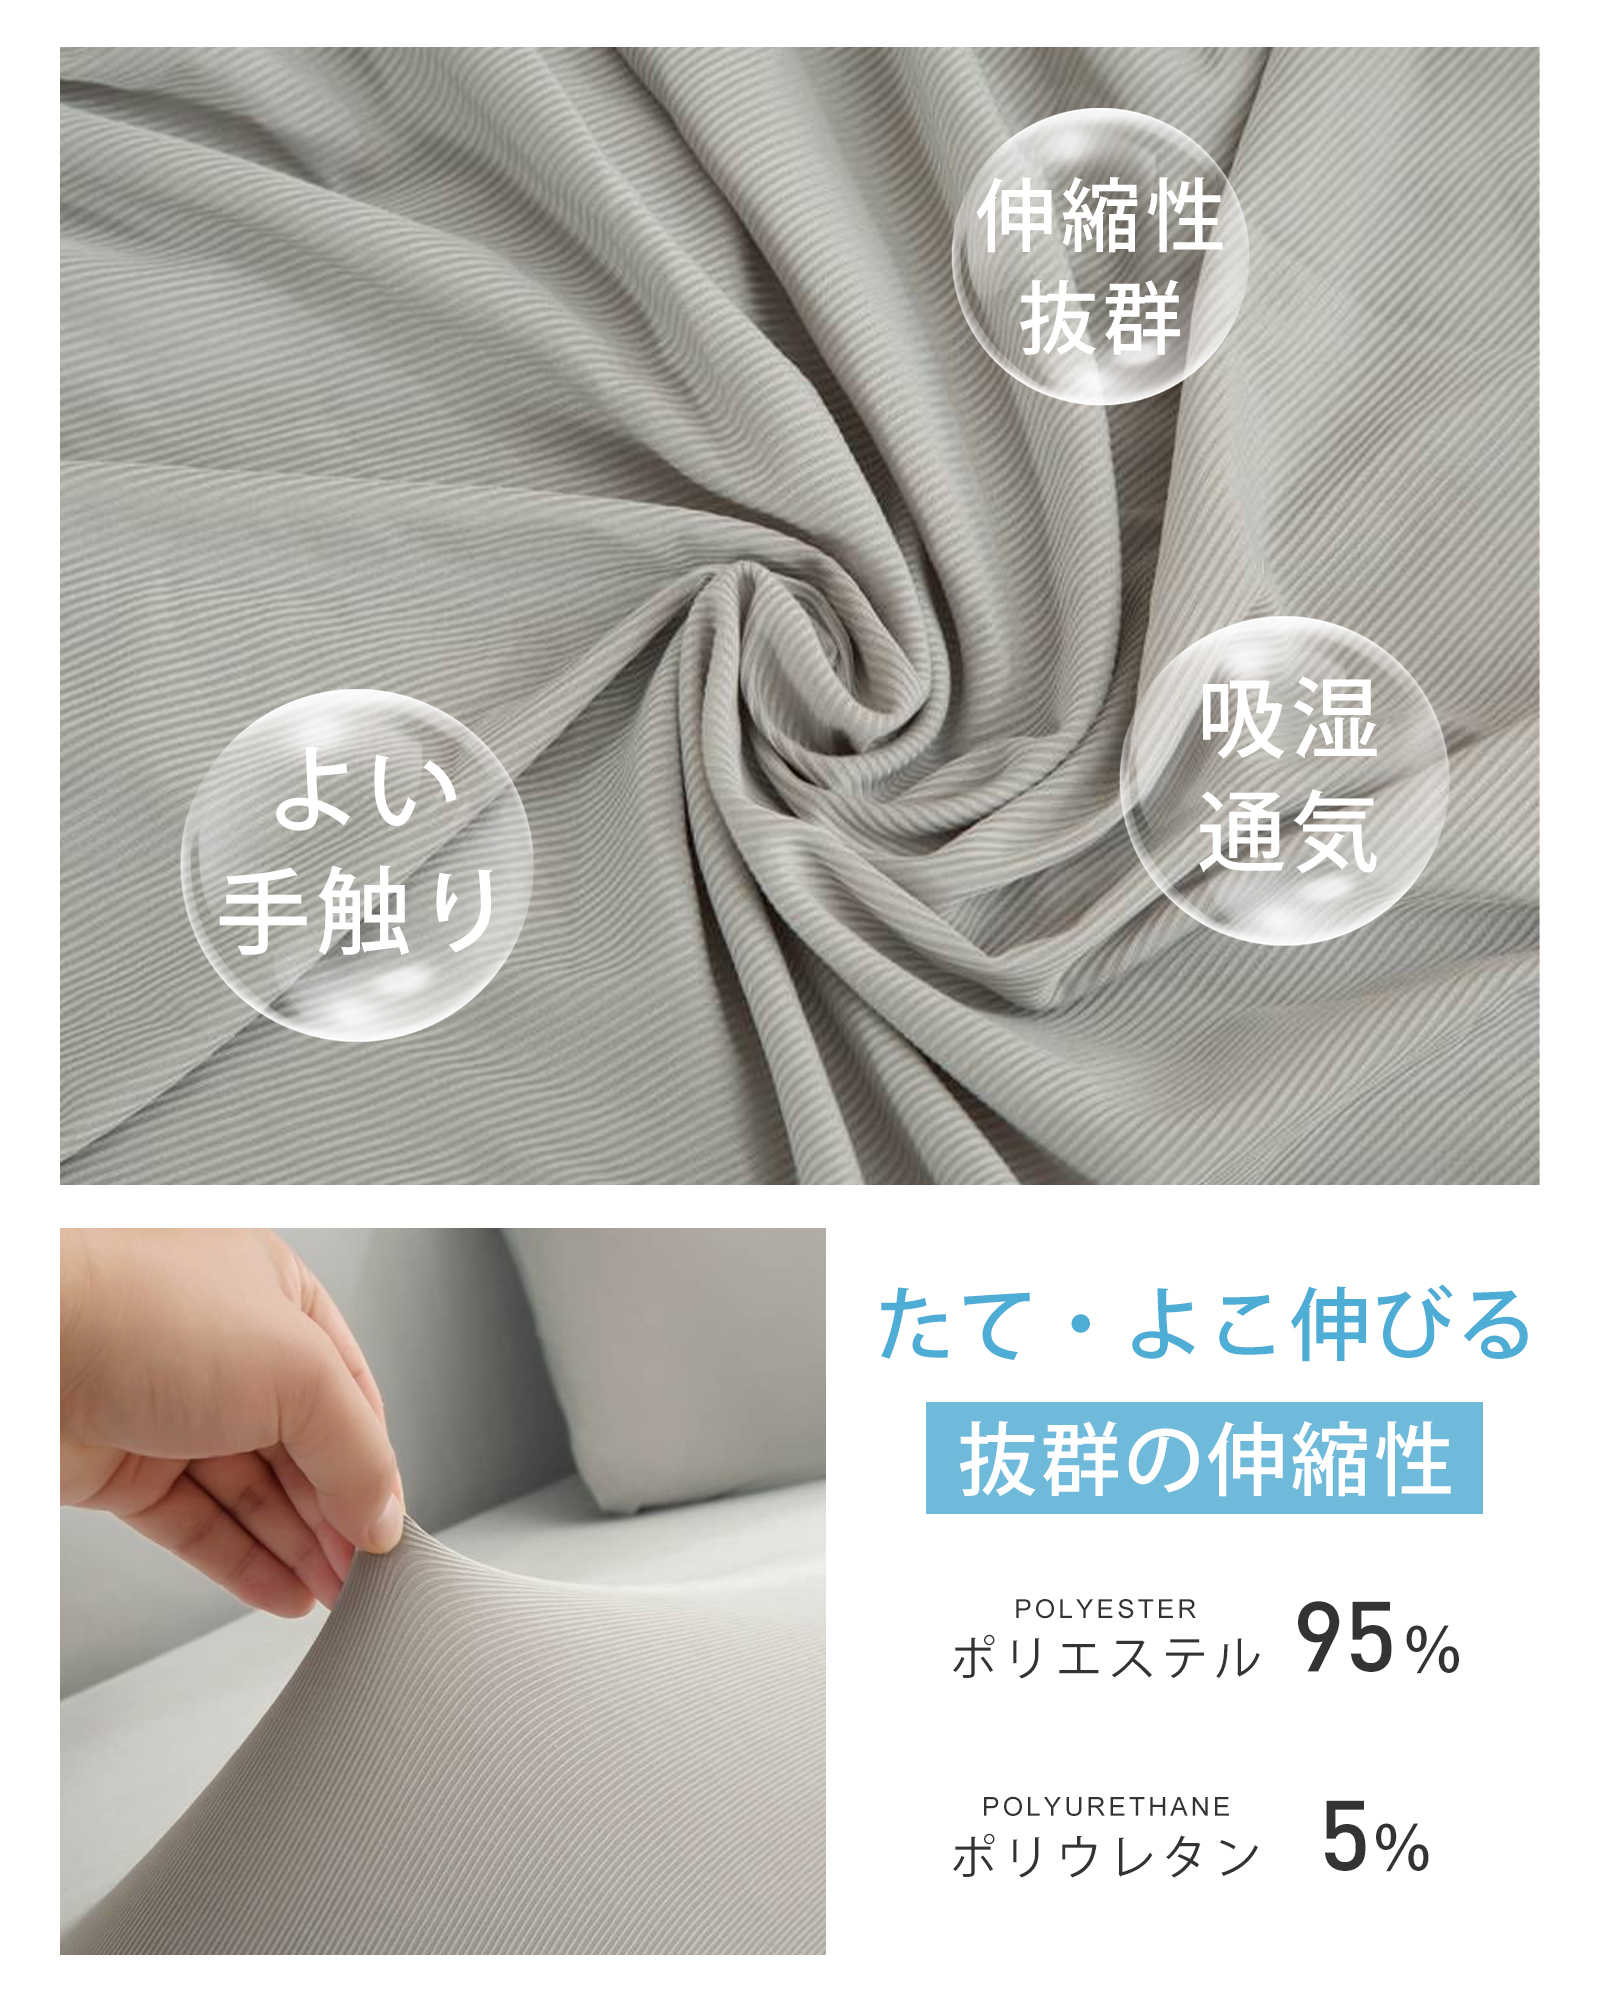 伸縮性
抜群
吸湿
通気
よい
手触り
たて・よこ伸びる
抜群の伸縮性
POLYESTER
ポリエステル 95%
POLYURETHANE
ポリウレタン 5%